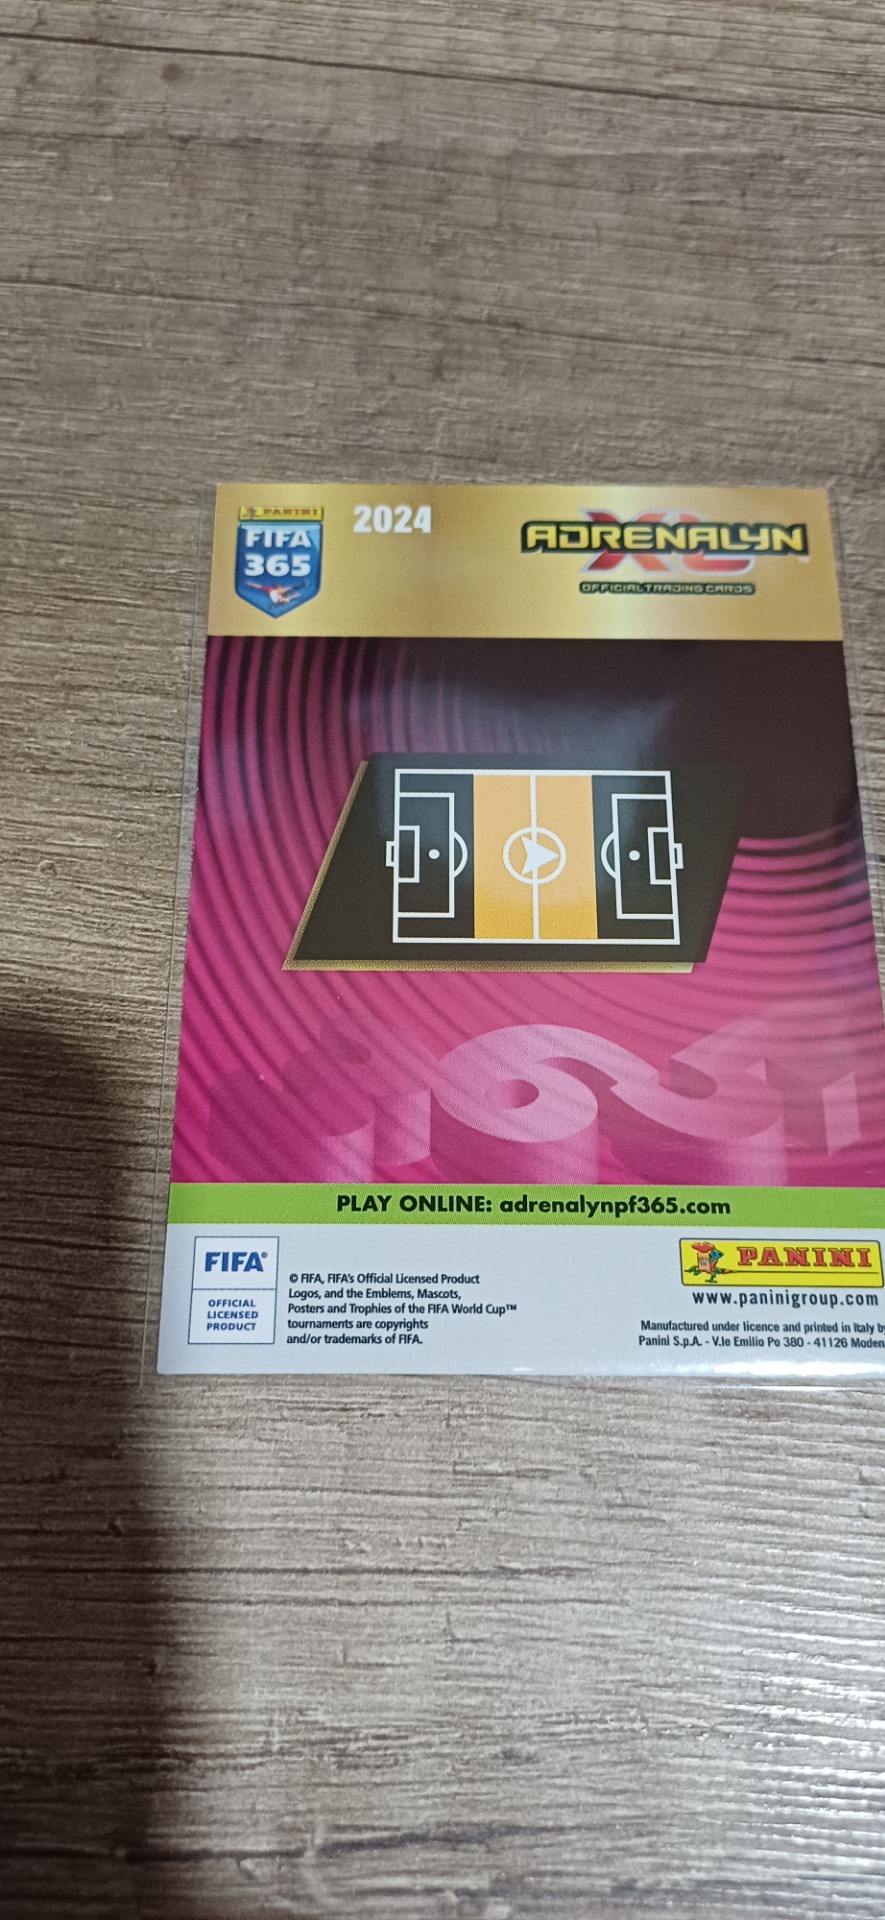 PANINI
FIFA
365
2024
ADRENALYN XL™
OFFICIAL TRADING CARDS
365
PLAY ONLINE: adrenalynpf365.com
FIFA®
OFFICIAL
LICENSED
PRODUCT
© FIFA, FIFA's Official Licensed Product
Logos, and the Emblems, Mascots,
Posters and Trophies of the FIFA World Cup™
tournaments are copyrights
and/or trademarks of FIFA.
PANINI
www.paninigroup.com
Manufactured under licence and printed in Italy b
Panini S.p.A. - V.le Emilio Po 380 - 41126 Moden